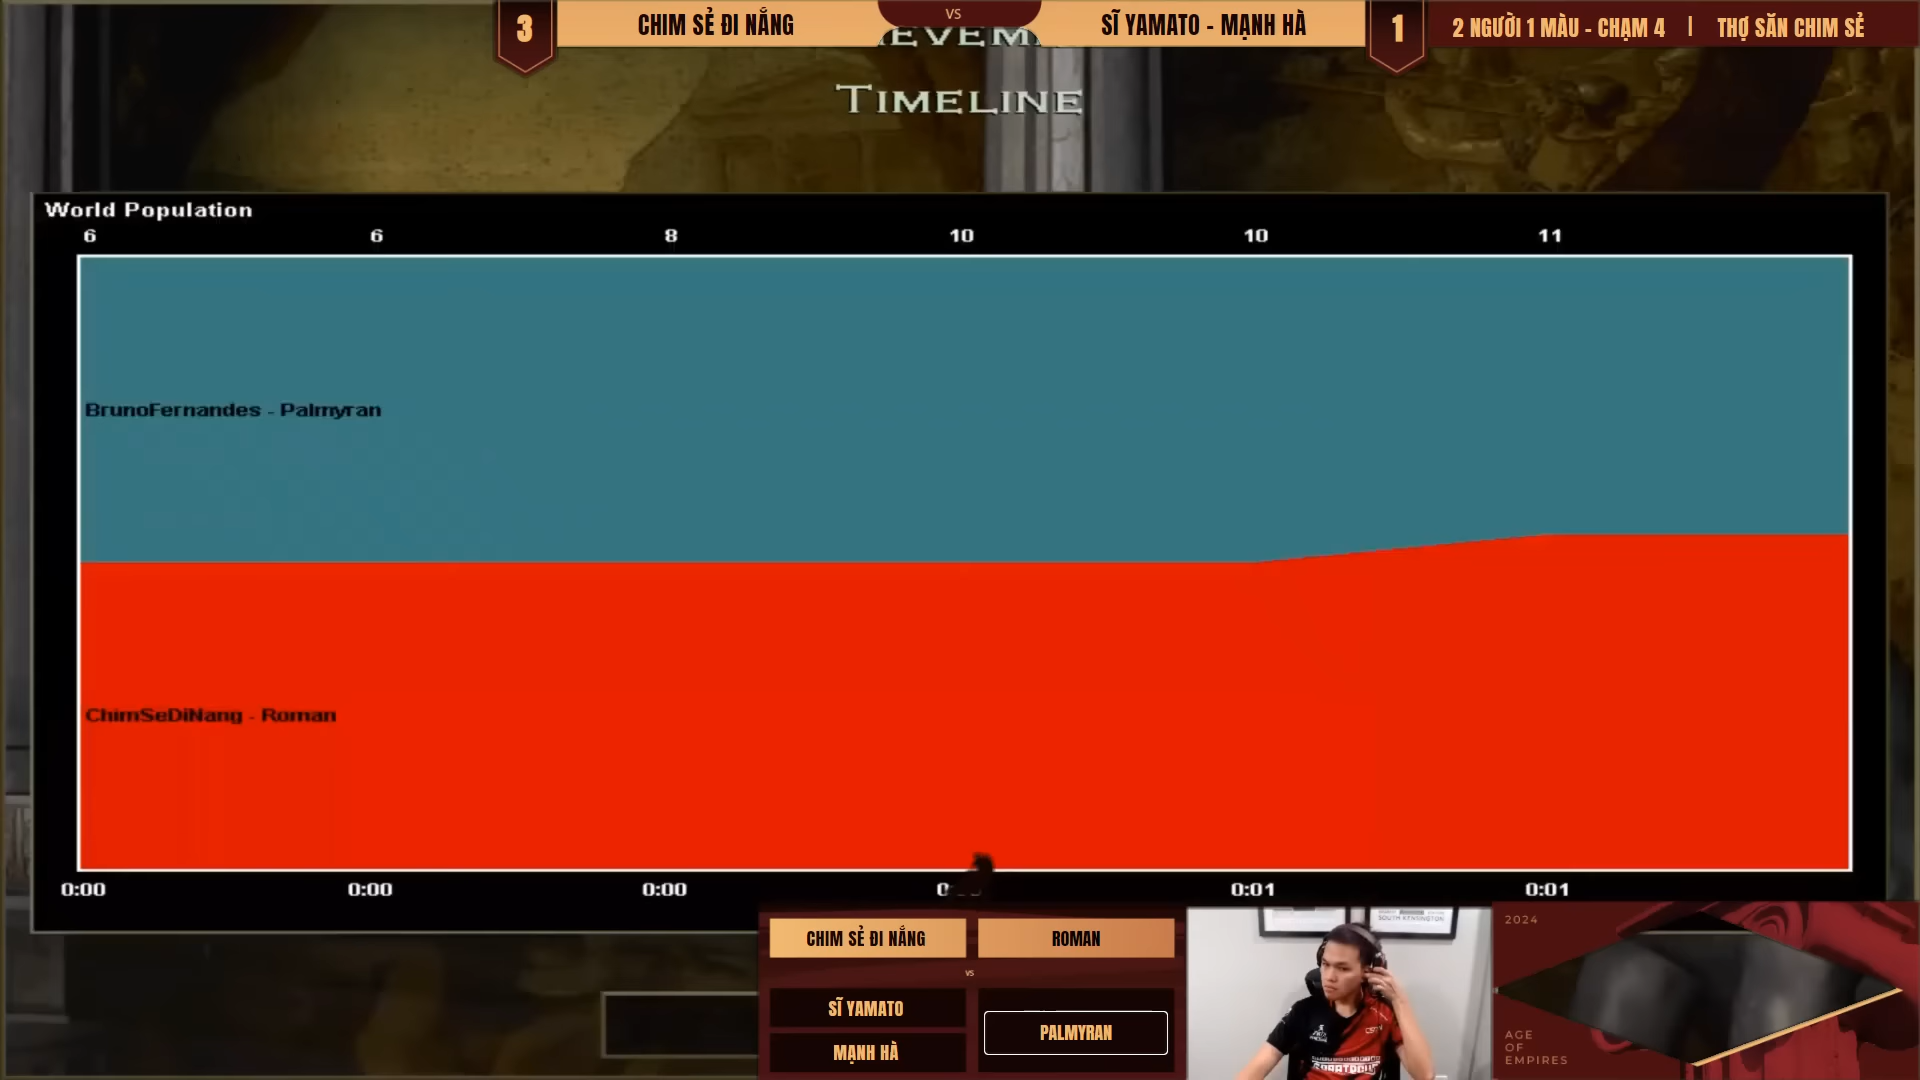 3
CHIM SẺ ĐI NẮNG
VS
SĨ YAMATO - MẠNH HÀ
1
2 NGƯỜI 1 MÀU - CHẠM 4 | THỢ SĂN CHIM SẺ
EVEM
TIMELINE
World Population
6 6 8 10 10 11
BrunoFernandes - Palmyran
ChimSeDiNang - Roman
0:00 0:00 0:00 0:01 0:01
CHIM SẺ ĐI NẮNG
ROMAN
VS
SĨ YAMATO
MẠNH HÀ
PALMYRAN
SOUTH KENSINGTON
2024
AGE
OF
EMPIRES